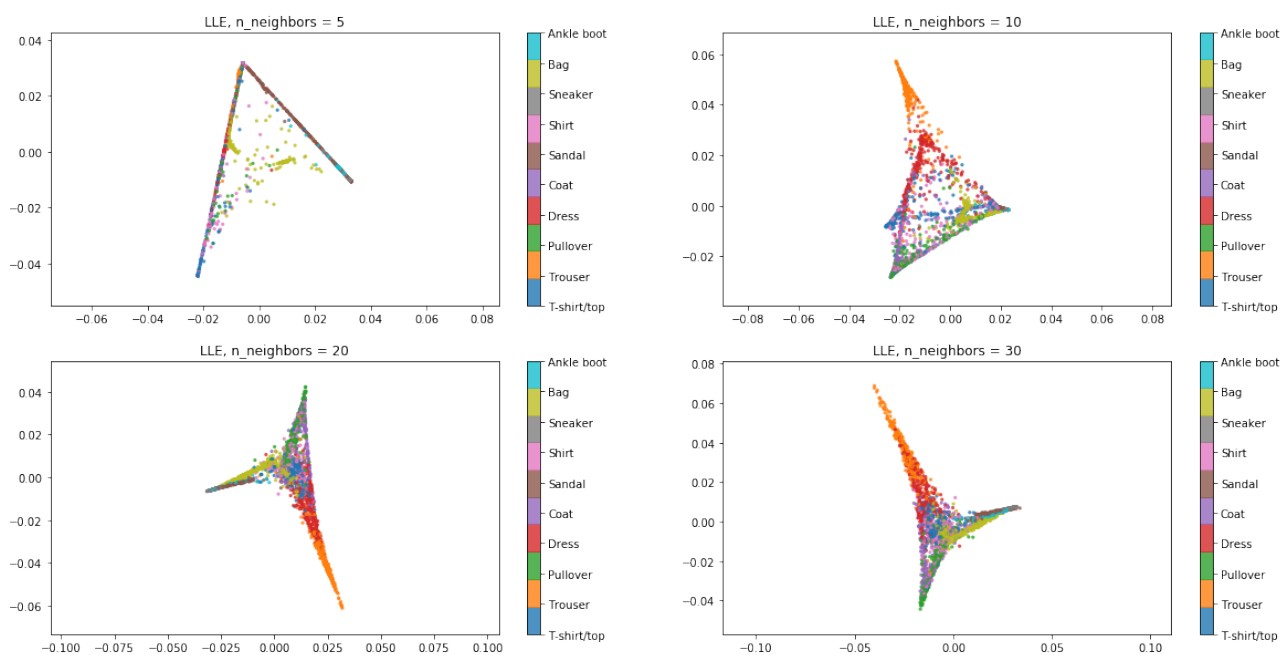 LLE, n_neighbors = 5
0.04
0.02
0.00
−0.02
−0.04
−0.06 −0.04 −0.02 0.00 0.02 0.04 0.06 0.08
Ankle boot
Bag
Sneaker
Shirt
Sandal
Coat
Dress
Pullover
Trouser
T-shirt/top
LLE, n_neighbors = 10
0.06
0.04
0.02
0.00
−0.02
−0.08 −0.06 −0.04 −0.02 0.00 0.02 0.04 0.06 0.08
Ankle boot
Bag
Sneaker
Shirt
Sandal
Coat
Dress
Pullover
Trouser
T-shirt/top
LLE, n_neighbors = 20
0.04
0.02
0.00
−0.02
−0.04
−0.06
−0.100 −0.075 −0.050 −0.025 0.000 0.025 0.050 0.075 0.100
Ankle boot
Bag
Sneaker
Shirt
Sandal
Coat
Dress
Pullover
Trouser
T-shirt/top
LLE, n_neighbors = 30
0.08
0.06
0.04
0.02
0.00
−0.02
−0.04
−0.10 −0.05 0.00 0.05 0.10
Ankle boot
Bag
Sneaker
Shirt
Sandal
Coat
Dress
Pullover
Trouser
T-shirt/top